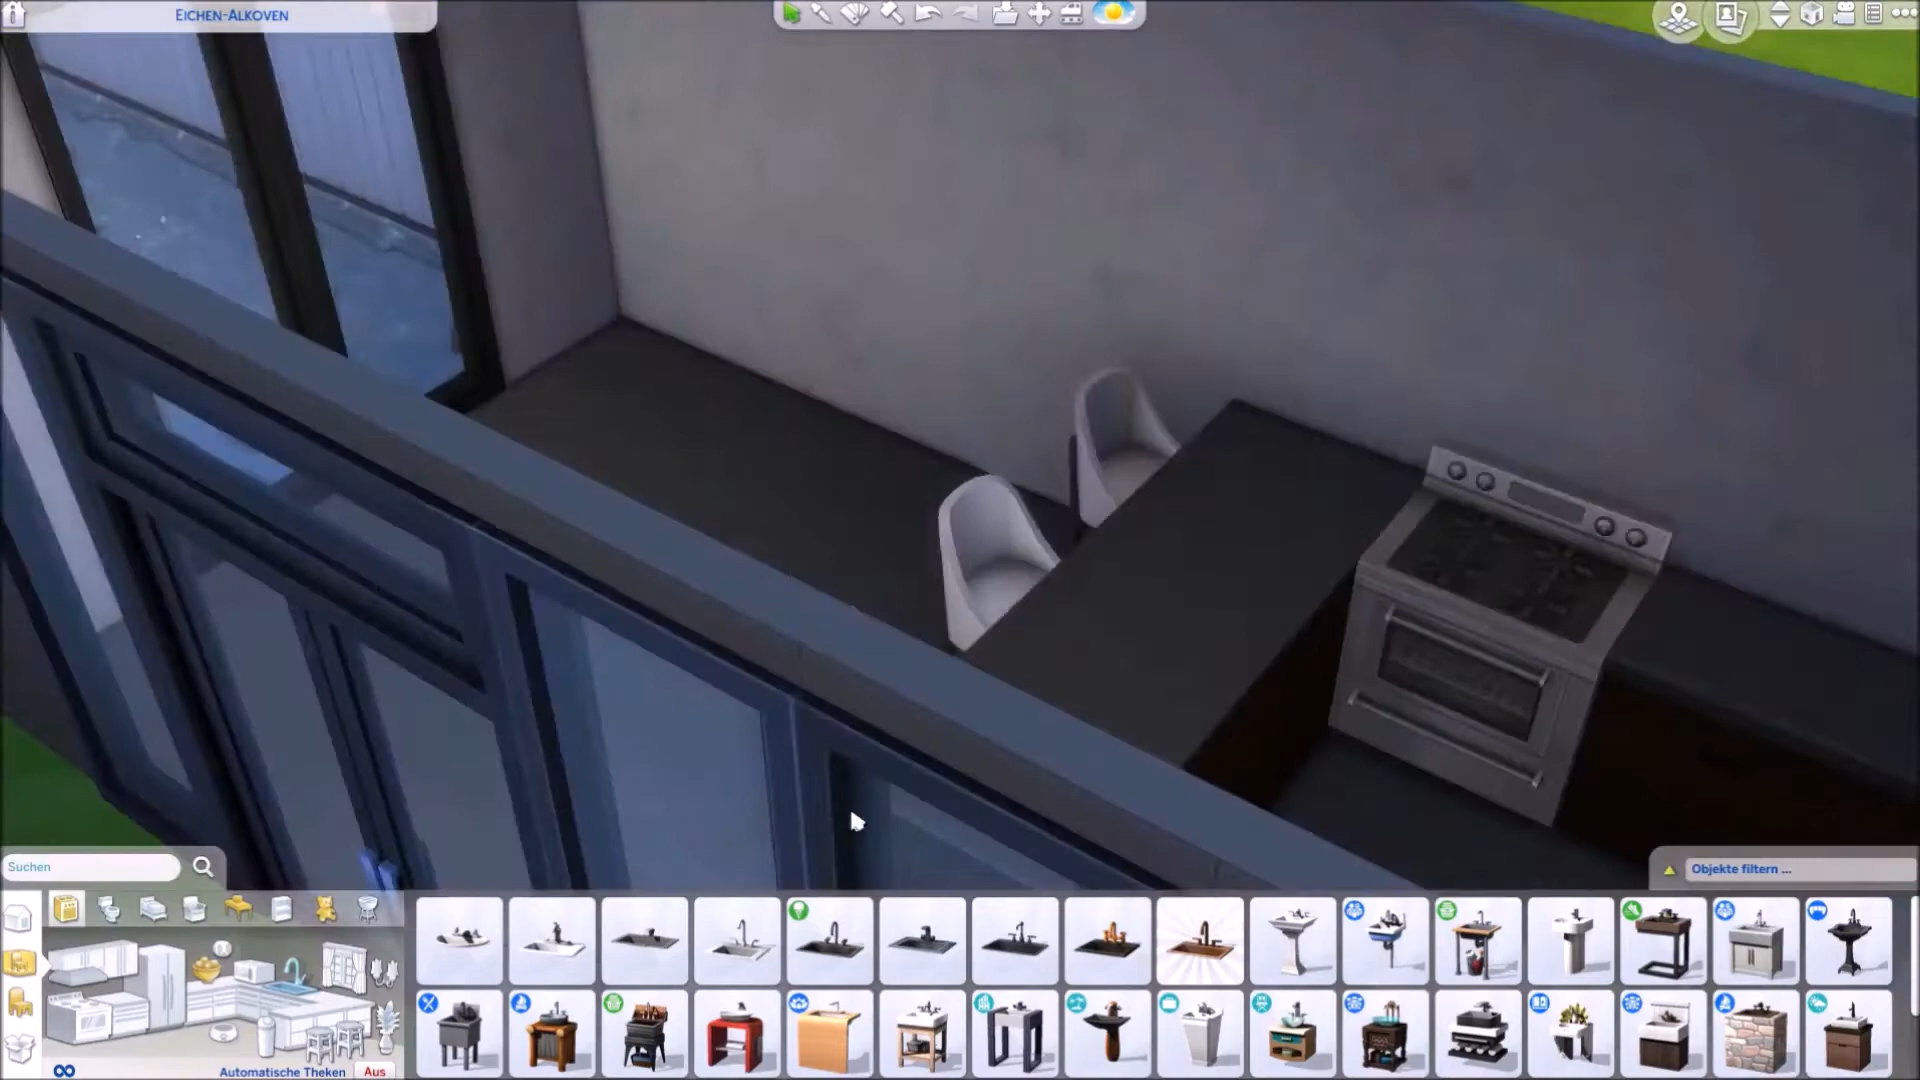 EICHEN-ALKOVEN
Suchen
Objekte filtern ...
Automatische Theken Aus